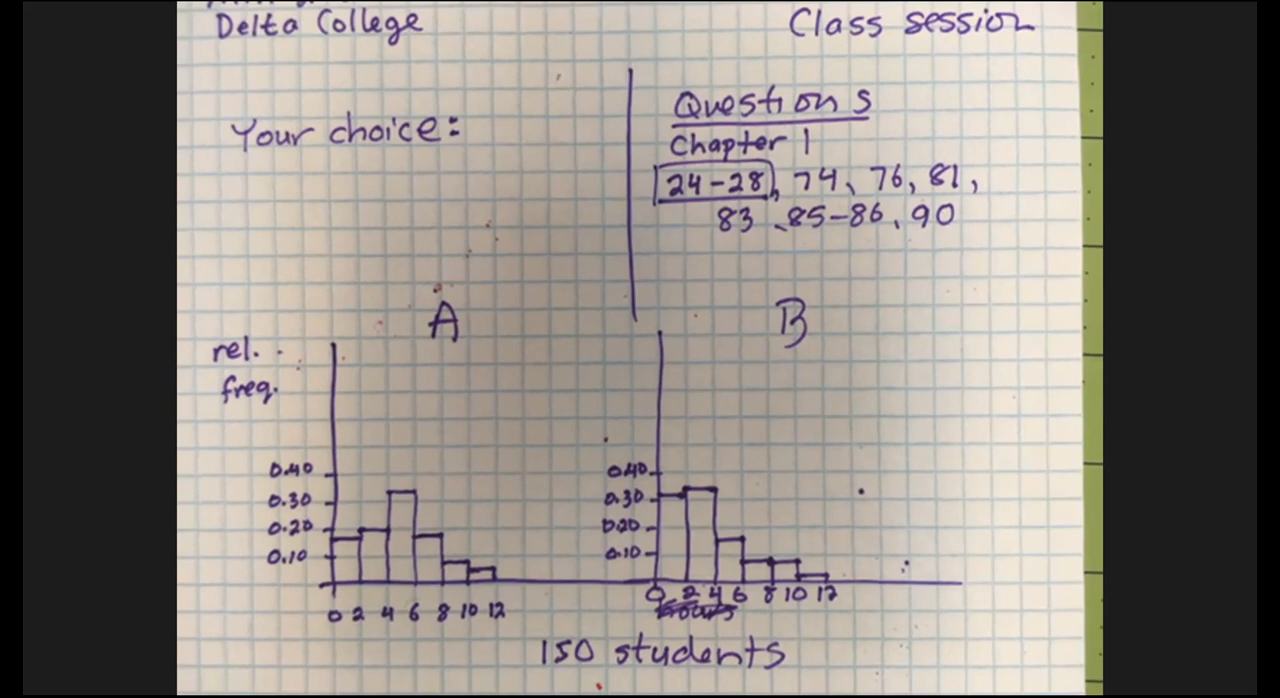 Delta College
Class session
Your choice:
Questions
Chapter 1
24-28, 74, 76, 81,
83, 85-86, 90
A
rel.
freq.
0.40
0.30
0.20
0.10
0 2 4 6 8 10 12
B
0.40
0.30
0.20
0.10
0 2 4 6 8 10 12
150 students